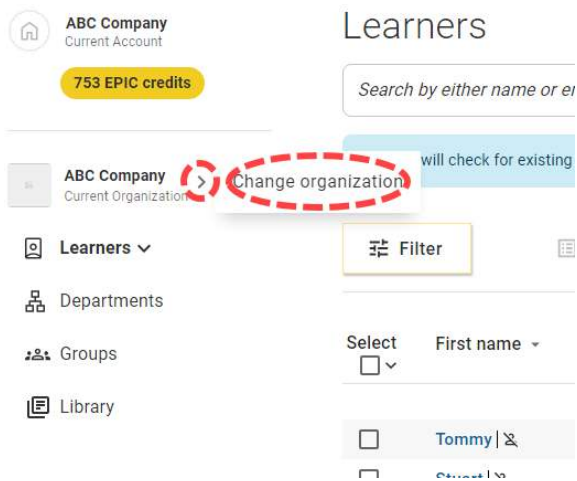 ABC Company
Current Account
753 EPIC credits
ABC Company
Current Organization
Change organization
Learners
Departments
Groups
Library
Learners
Search by either name or
will check for existing
Filter
Select
First name
Tommy
Stuart